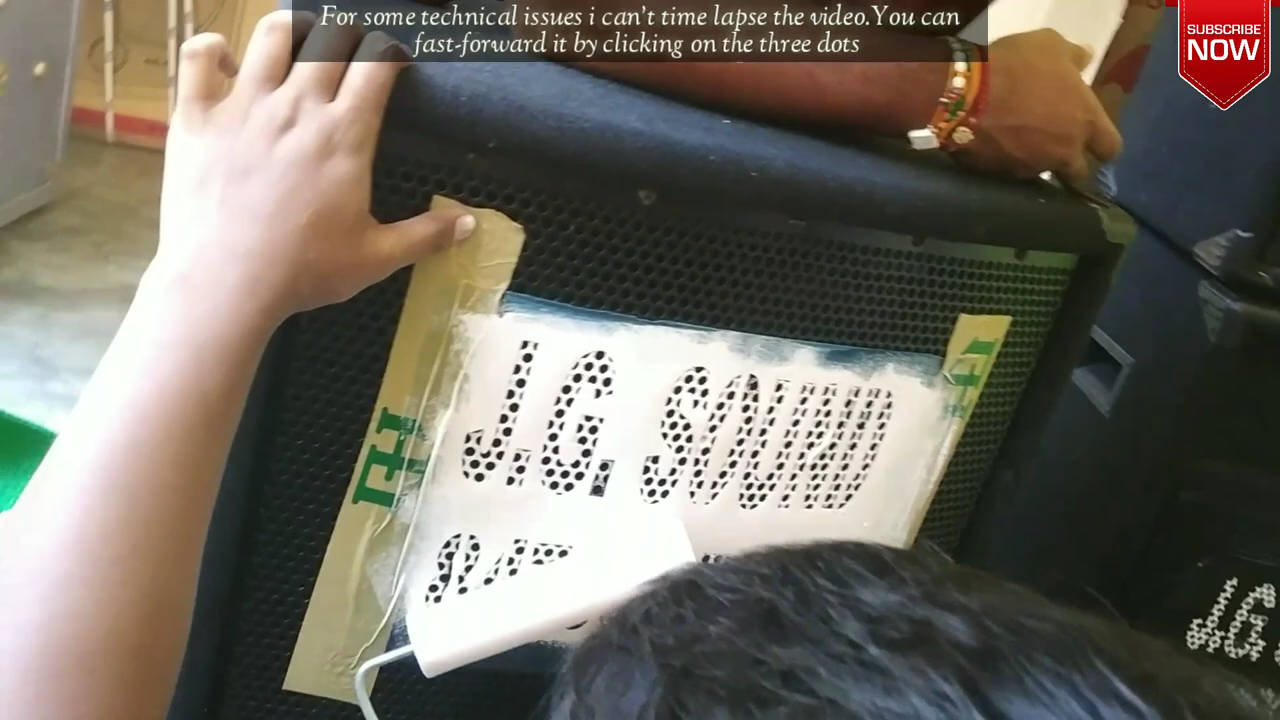 For some technical issues i can't time lapse the video.You can
fast-forward it by clicking on the three dots
SUBSCRIBE
NOW
J.G. SOUND